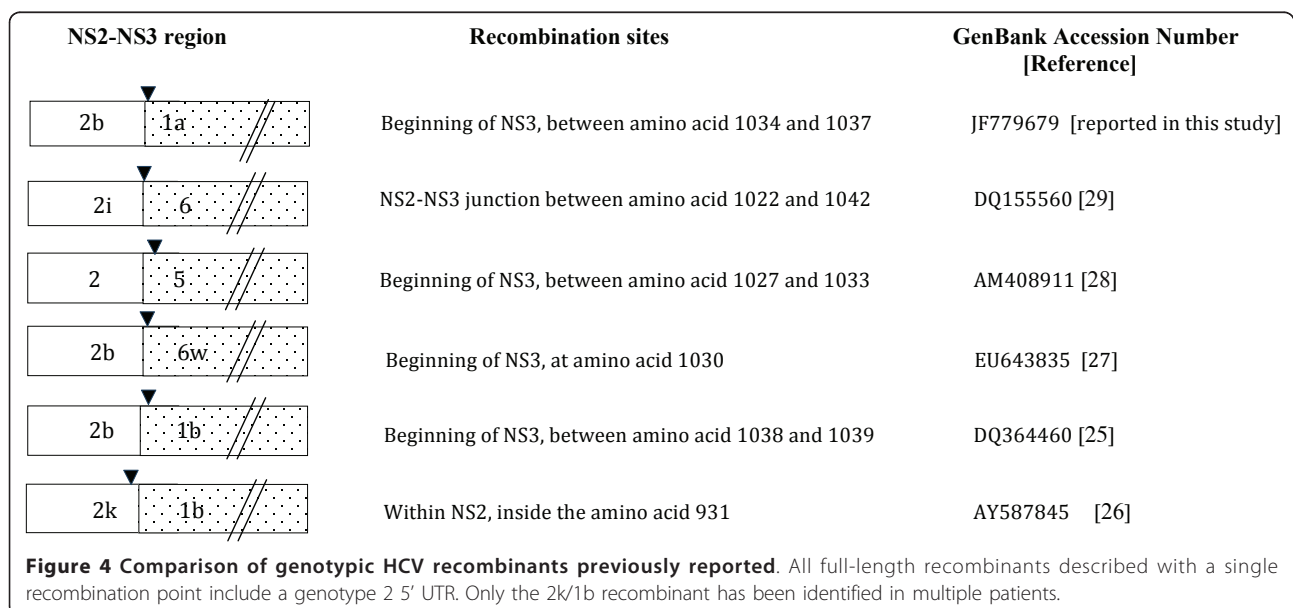 NS2-NS3 region Recombination sites GenBank Accession Number
[Reference]
2b 1a Beginning of NS3, between amino acid 1034 and 1037 JF779679 [reported in this study]
2i 6 NS2-NS3 junction between amino acid 1022 and 1042 DQ155560 [29]
2 5 Beginning of NS3, between amino acid 1027 and 1033 AM408911 [28]
2b 6w Beginning of NS3, at amino acid 1030 EU643835 [27]
2b 1b Beginning of NS3, between amino acid 1038 and 1039 DQ364460 [25]
2k 1b Within NS2, inside the amino acid 931 AY587845 [26]
Figure 4 Comparison of genotypic HCV recombinants previously reported. All full-length recombinants described with a single
recombination point include a genotype 2 5' UTR. Only the 2k/1b recombinant has been identified in multiple patients.